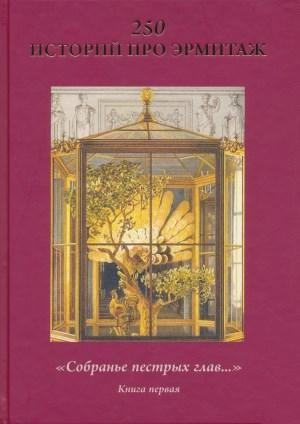 250
ИСТОРИЙ ПРО ЭРМИТАЖ
«Собранье пестрых глав...»
Книга первая